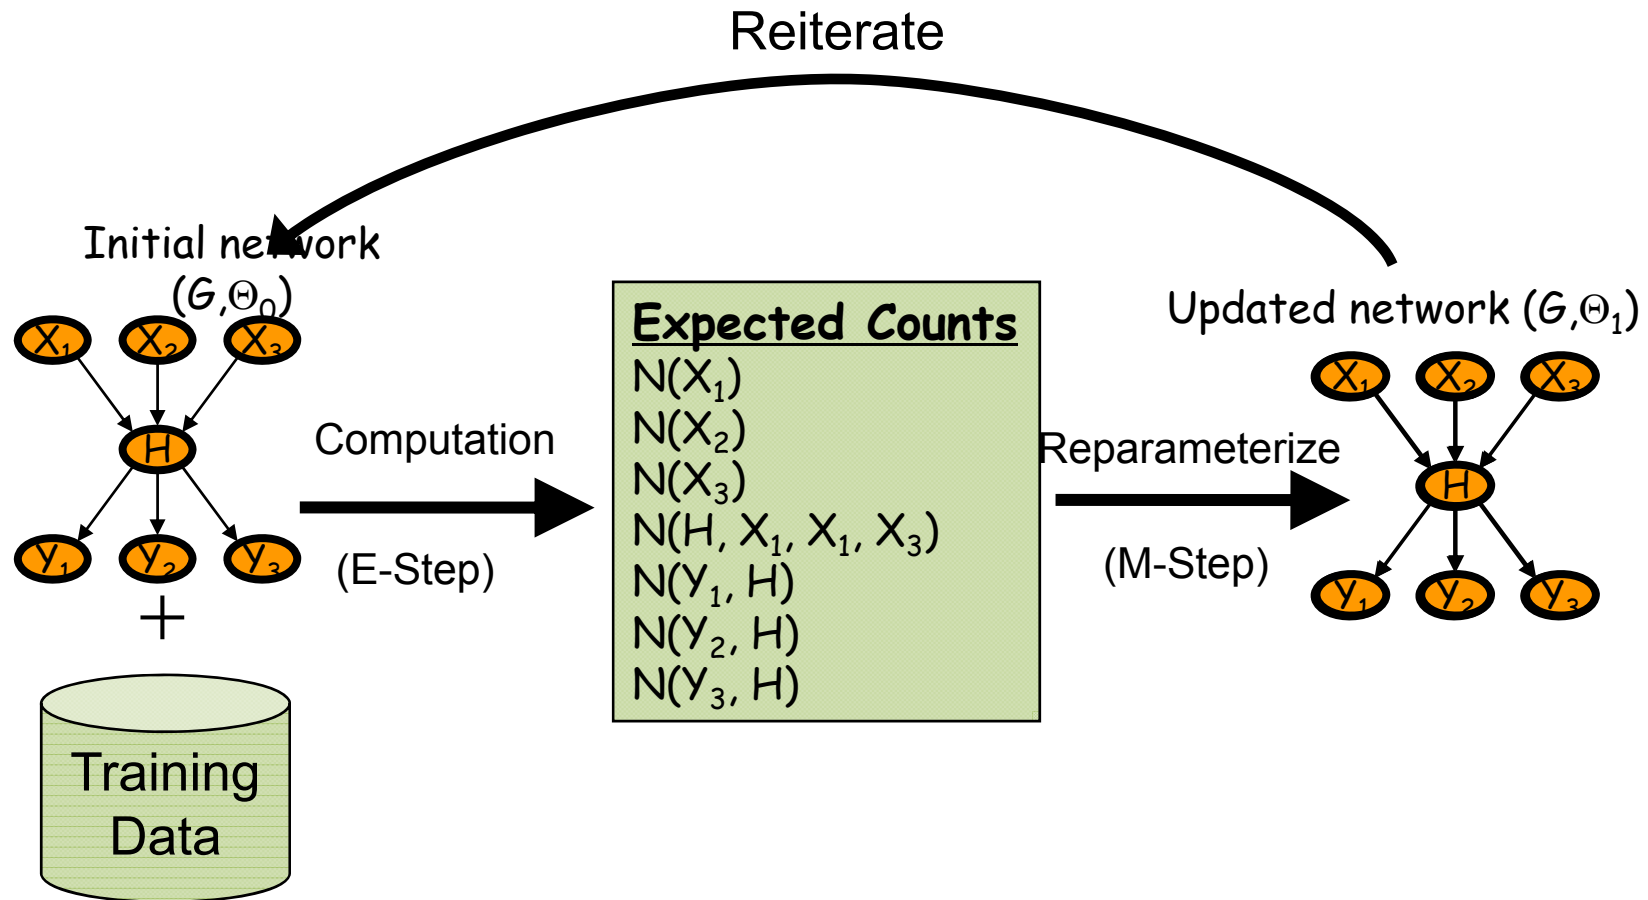 Reiterate
Initial network
(G,Θ₀)
X₁ X₂ X₃
H
Y₁ Y₂ Y₃
+
Training
Data
Computation
(E-Step)
Expected Counts
N(X₁)
N(X₂)
N(X₃)
N(H, X₁, X₁, X₃)
N(Y₁, H)
N(Y₂, H)
N(Y₃, H)
Reparameterize
(M-Step)
Updated network (G,Θ₁)
X₁ X₂ X₃
H
Y₁ Y₂ Y₃